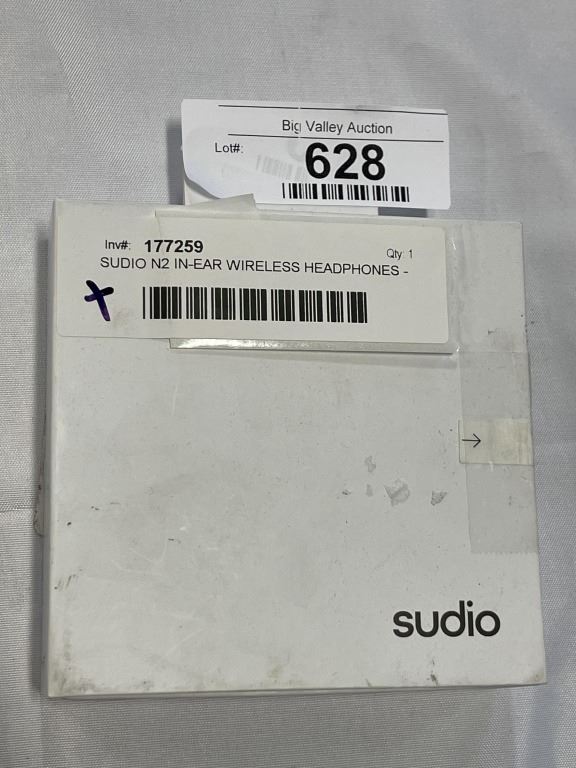 Big Valley Auction
Lot#: 628
Inv#: 177259 Qty: 1
SUDIO N2 IN-EAR WIRELESS HEADPHONES -
→
sudio